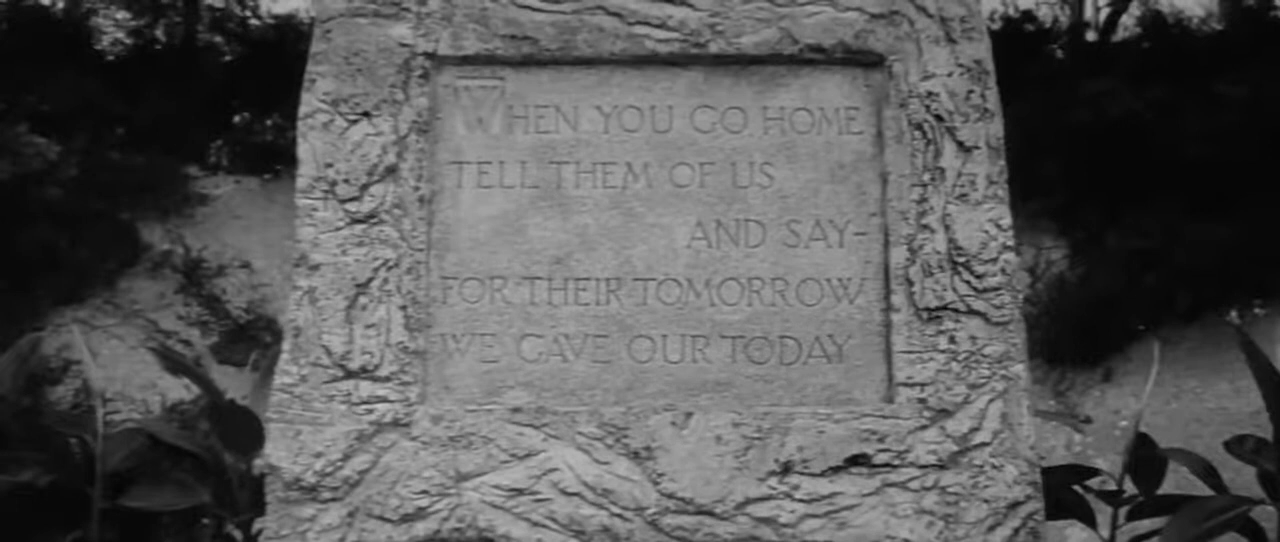 WHEN YOU GO HOME
TELL THEM OF US
AND SAY-
FOR THEIR TOMORROW
WE GAVE OUR TODAY